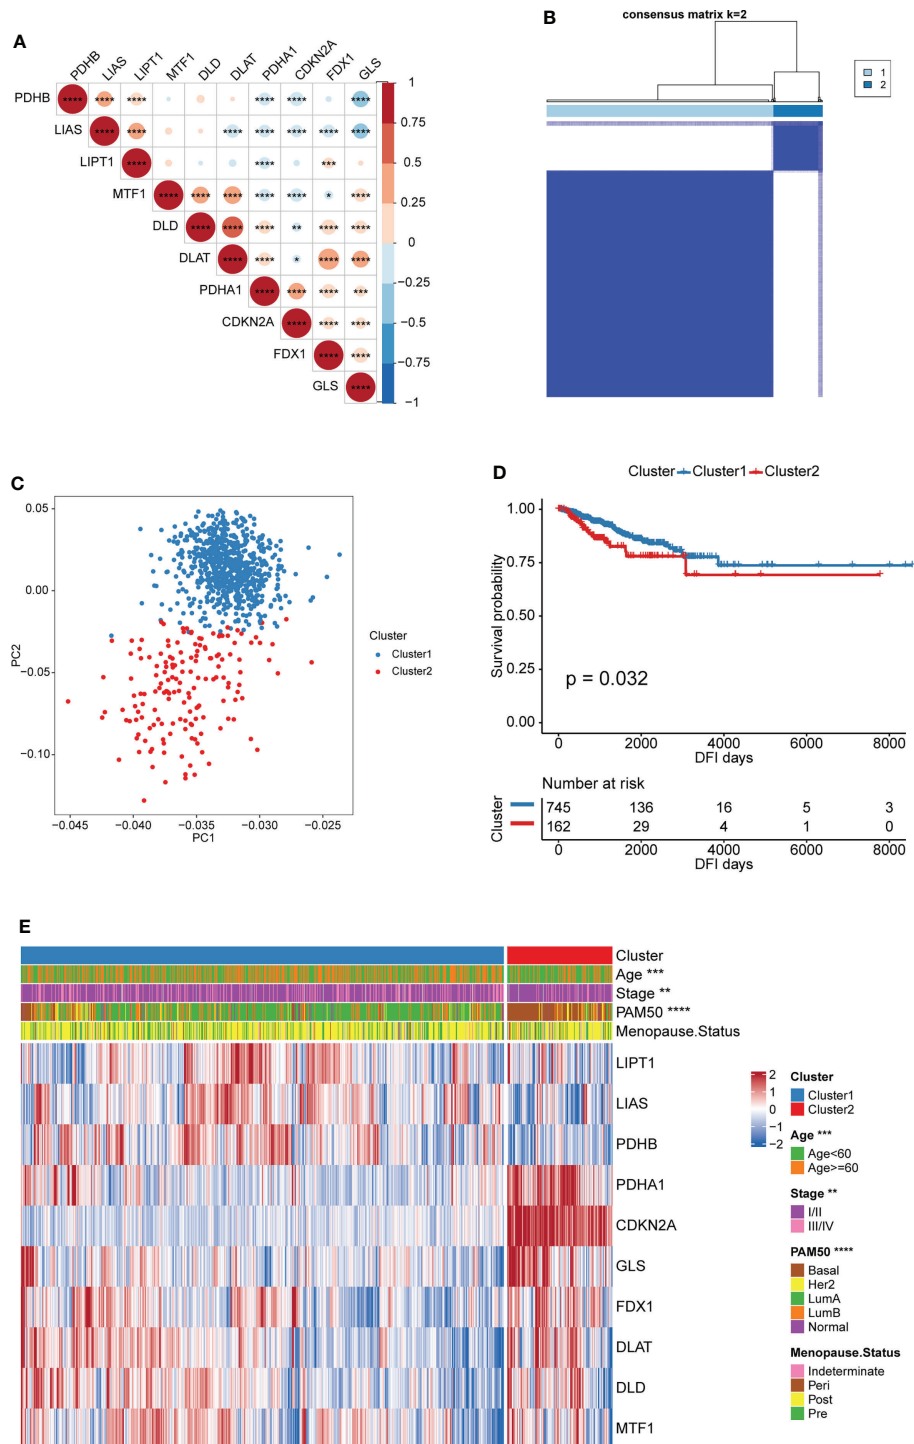 A
PDHB LIAS LIPT1 MTF1 DLD DLAT PDHA1 CDKN2A FDX1 GLS
PDHB **** **** **** **** **** ****
LIAS **** **** **** **** **** **** ****
LIPT1 **** **** ***
MTF1 **** **** **** **** **** * ****
DLD **** **** **** ** **** ****
DLAT **** **** * **** ****
PDHA1 **** **** **** ***
CDKN2A **** **** ****
FDX1 **** ****
GLS ****
1
0.75
0.5
0.25
0
−0.25
−0.5
−0.75
−1
B
consensus matrix k=2
1
2
C
0.05
0.00
−0.05
−0.10
PC2
−0.045 −0.040 −0.035 −0.030 −0.025
PC1
Cluster
Cluster1
Cluster2
D
Cluster Cluster1 Cluster2
1.00
0.75
0.50
0.25
0.00
Survival probability
p = 0.032
0 2000 4000 6000 8000
DFI days
Number at risk
Cluster
745 136 16 5 3
162 29 4 1 0
0 2000 4000 6000 8000
DFI days
E
Cluster
Age ***
Stage **
PAM50 ****
Menopause.Status
LIPT1
LIAS
PDHB
PDHA1
CDKN2A
GLS
FDX1
DLAT
DLD
MTF1
2
1
0
−1
−2
Cluster
Cluster1
Cluster2
Age ***
Age<60
Age>=60
Stage **
I/II
III/IV
PAM50 ****
Basal
Her2
LumA
LumB
Normal
Menopause.Status
Indeterminate
Peri
Post
Pre